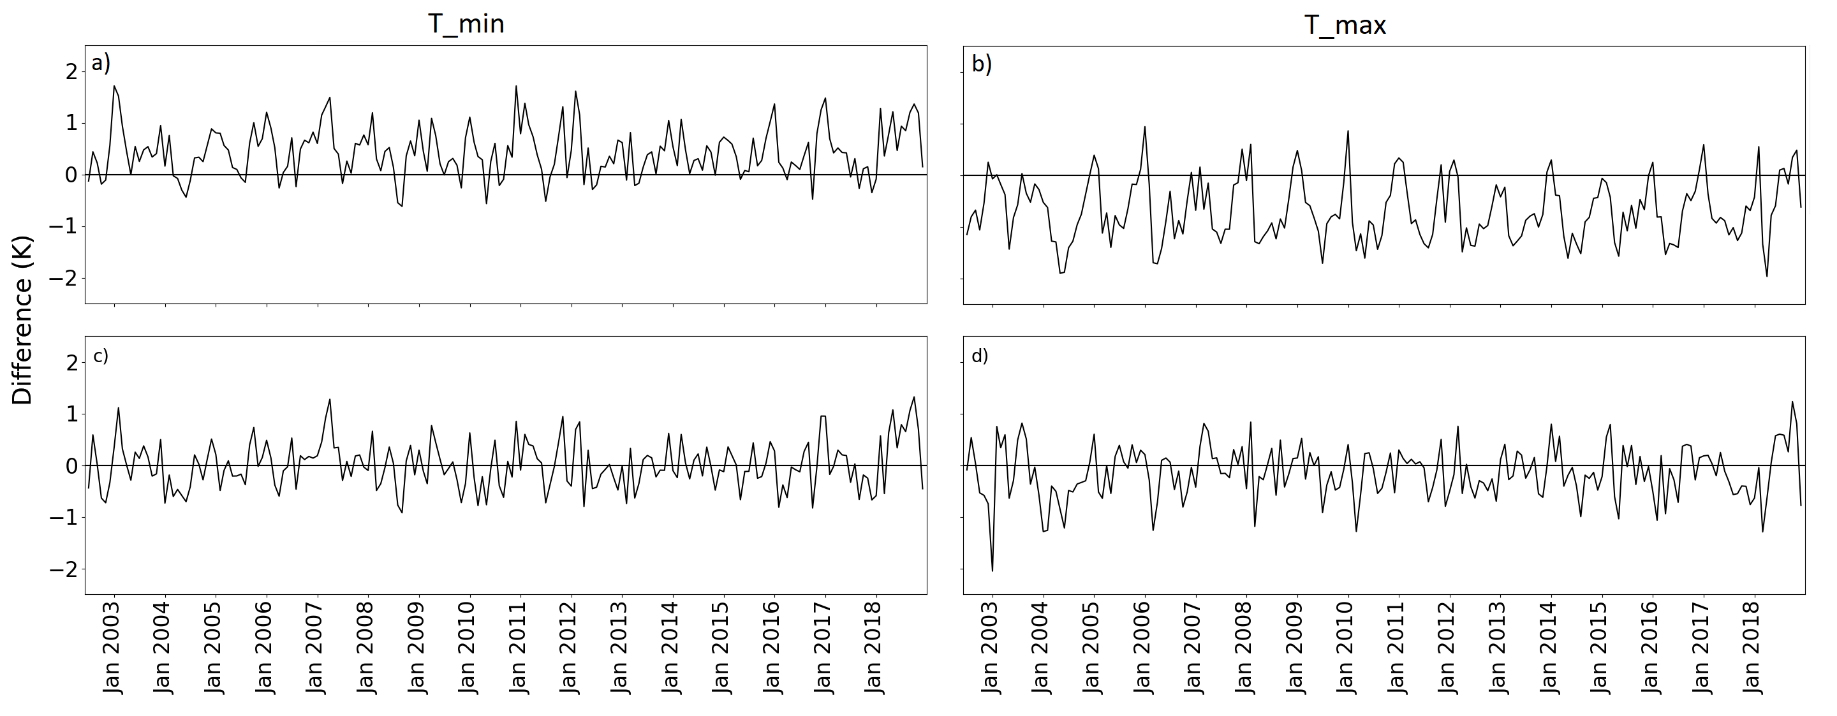 T_min
T_max
Difference (K)
a)
2
1
0
−1
−2
b)
c)
2
1
0
−1
−2
d)
Jan 2003
Jan 2004
Jan 2005
Jan 2006
Jan 2007
Jan 2008
Jan 2009
Jan 2010
Jan 2011
Jan 2012
Jan 2013
Jan 2014
Jan 2015
Jan 2016
Jan 2017
Jan 2018
Jan 2003
Jan 2004
Jan 2005
Jan 2006
Jan 2007
Jan 2008
Jan 2009
Jan 2010
Jan 2011
Jan 2012
Jan 2013
Jan 2014
Jan 2015
Jan 2016
Jan 2017
Jan 2018